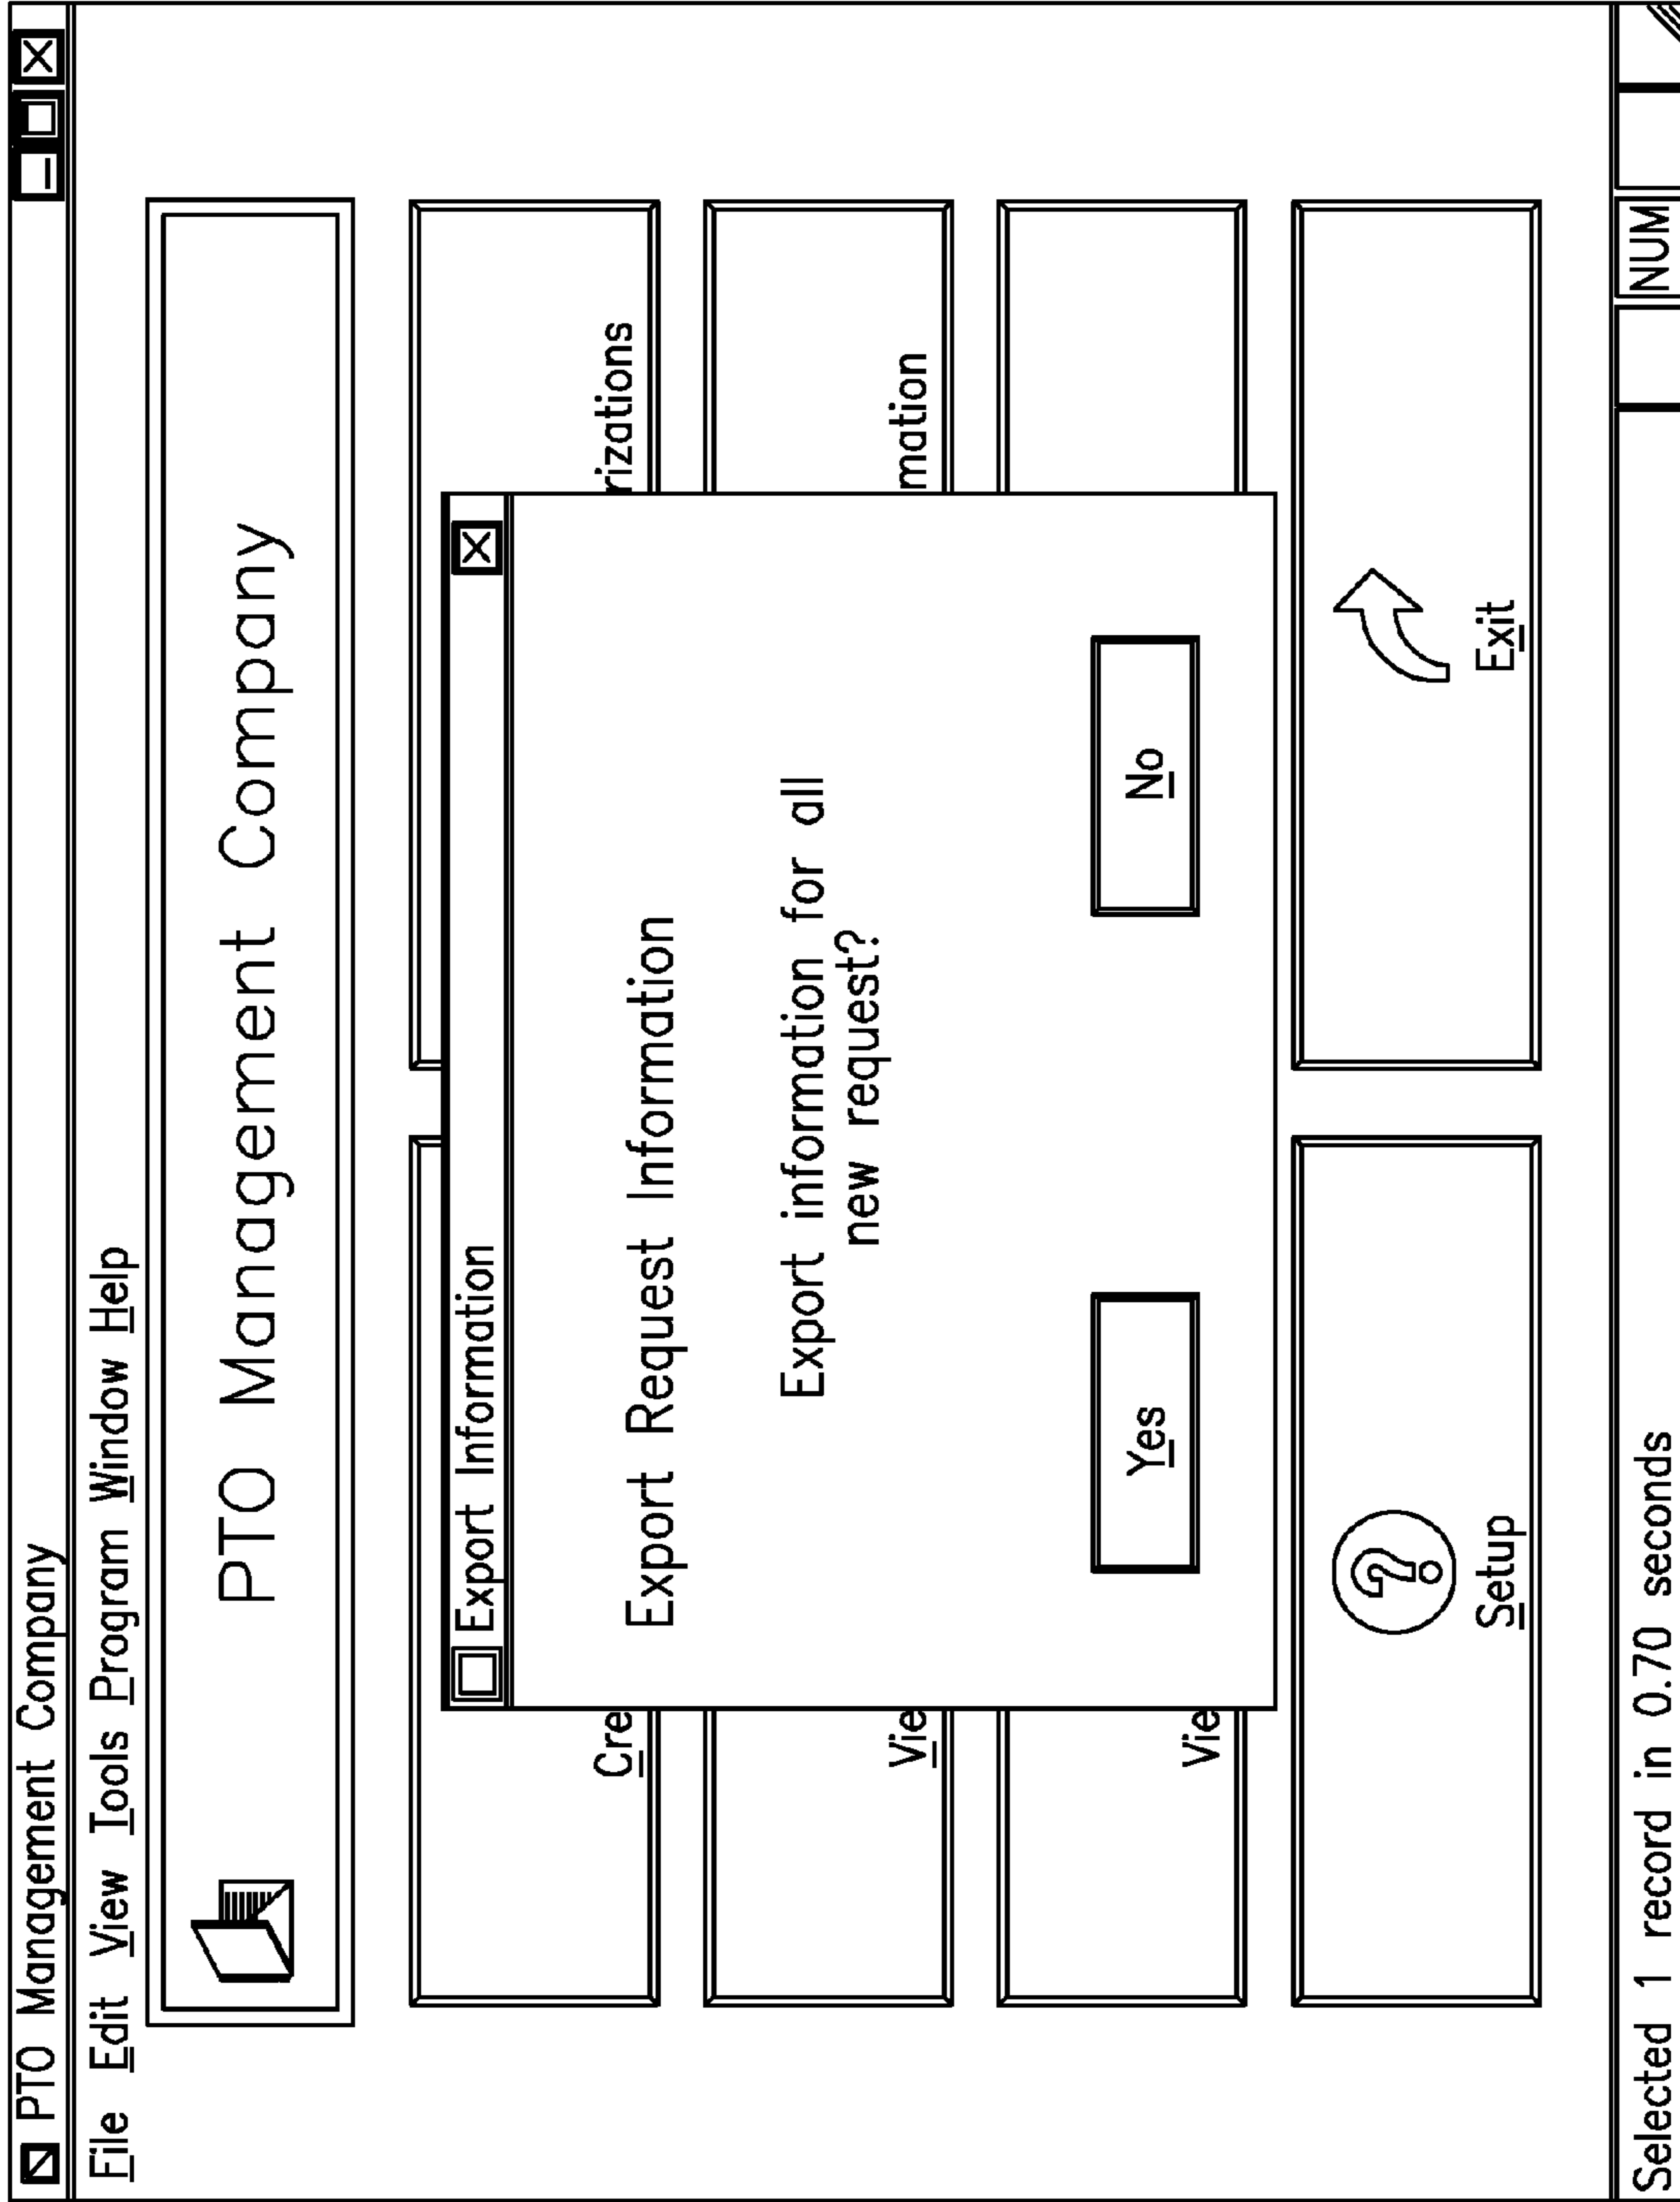 PTO Management Company
File Edit View Tools Program Window Help
PTO Management Company
Cre
rizations
Export Information
Export Request Information
Vie
mation
Export information for all
new request?
Vie
Yes
No
Setup
Exit
Selected 1 record in 0.70 seconds
NUM